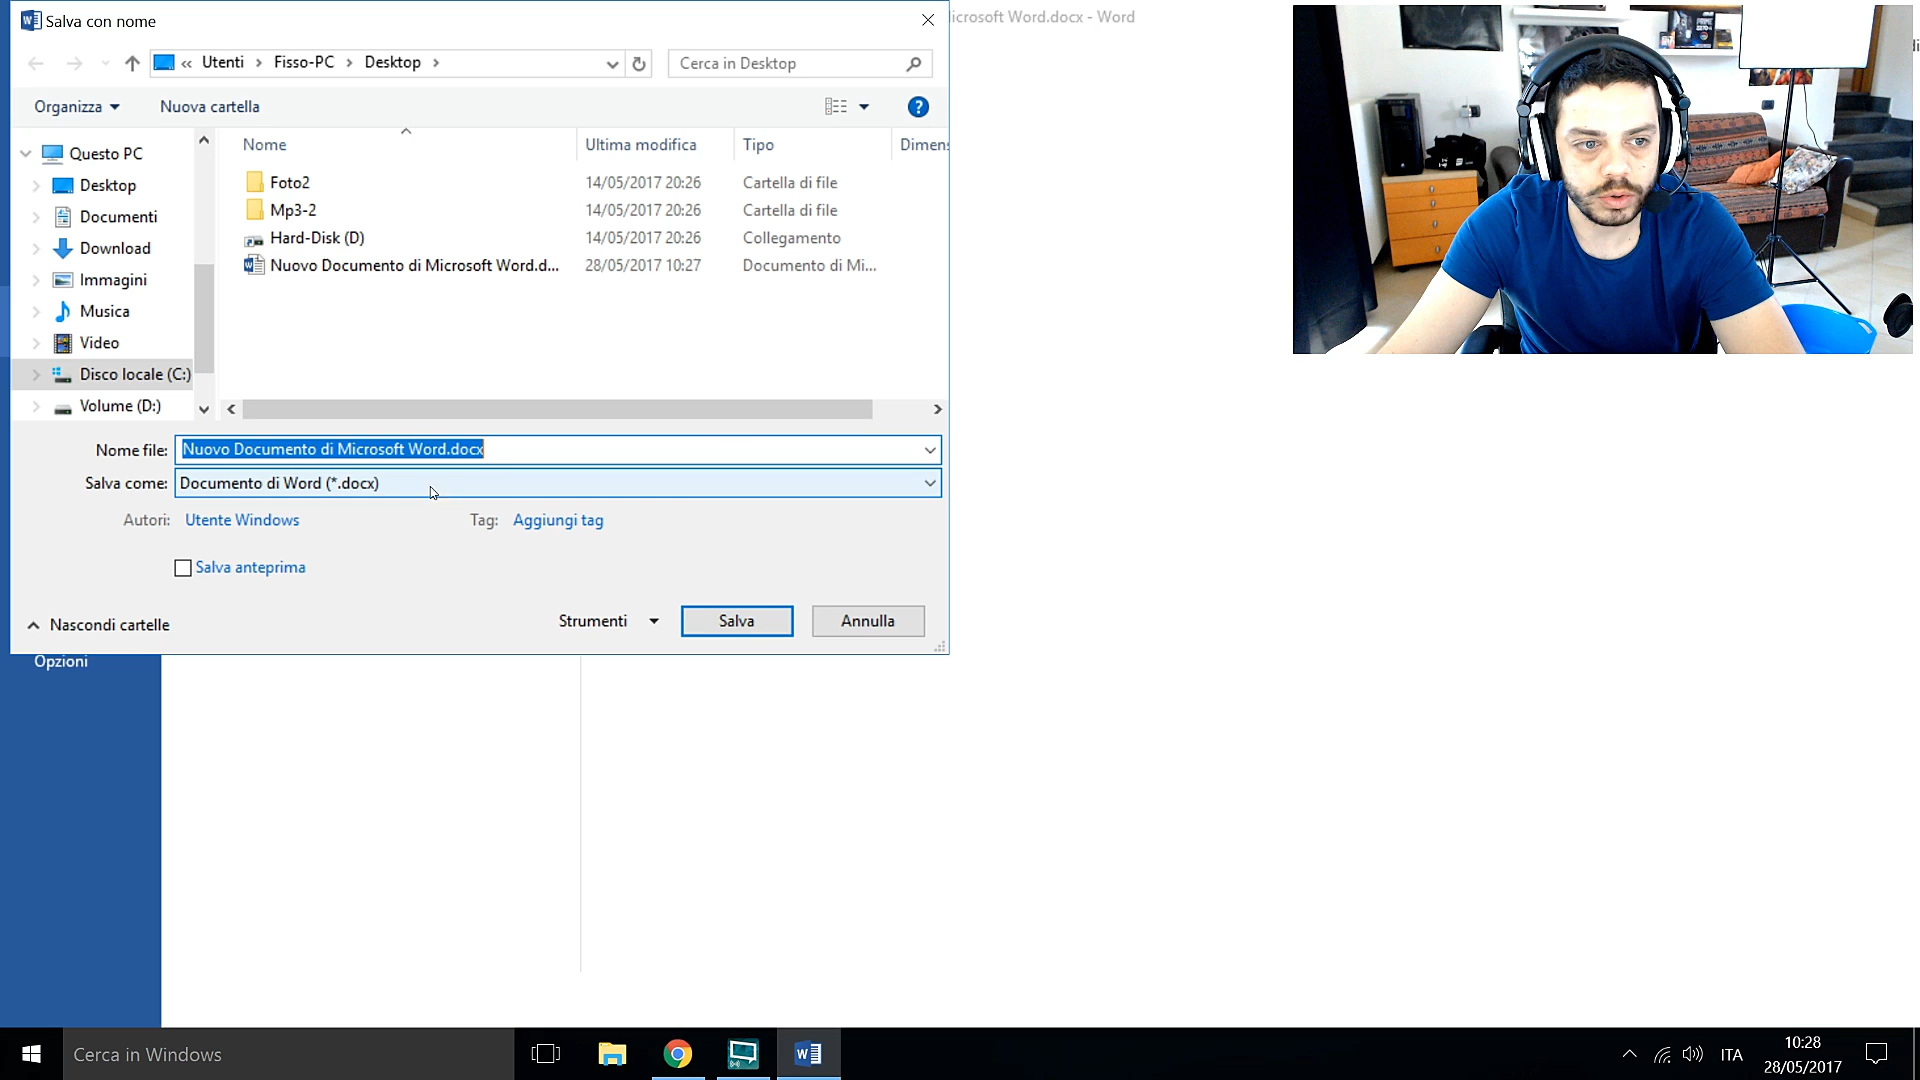 Salva con nome
icrosoft Word.docx - Word
« Utenti > Fisso-PC > Desktop >
Cerca in Desktop
Organizza
Nuova cartella
Questo PC
Desktop
Documenti
Download
Immagini
Musica
Video
Disco locale (C:)
Volume (D:)
Nome Ultima modifica Tipo Dimens
Foto2 14/05/2017 20:26 Cartella di file
Mp3-2 14/05/2017 20:26 Cartella di file
Hard-Disk (D) 14/05/2017 20:26 Collegamento
Nuovo Documento di Microsoft Word.d... 28/05/2017 10:27 Documento di Mi...
Nome file: Nuovo Documento di Microsoft Word.docx
Salva come: Documento di Word (*.docx)
Autori: Utente Windows Tag: Aggiungi tag
Salva anteprima
Nascondi cartelle
Strumenti
Salva
Annulla
Opzioni
Cerca in Windows
ITA
10:28
28/05/2017